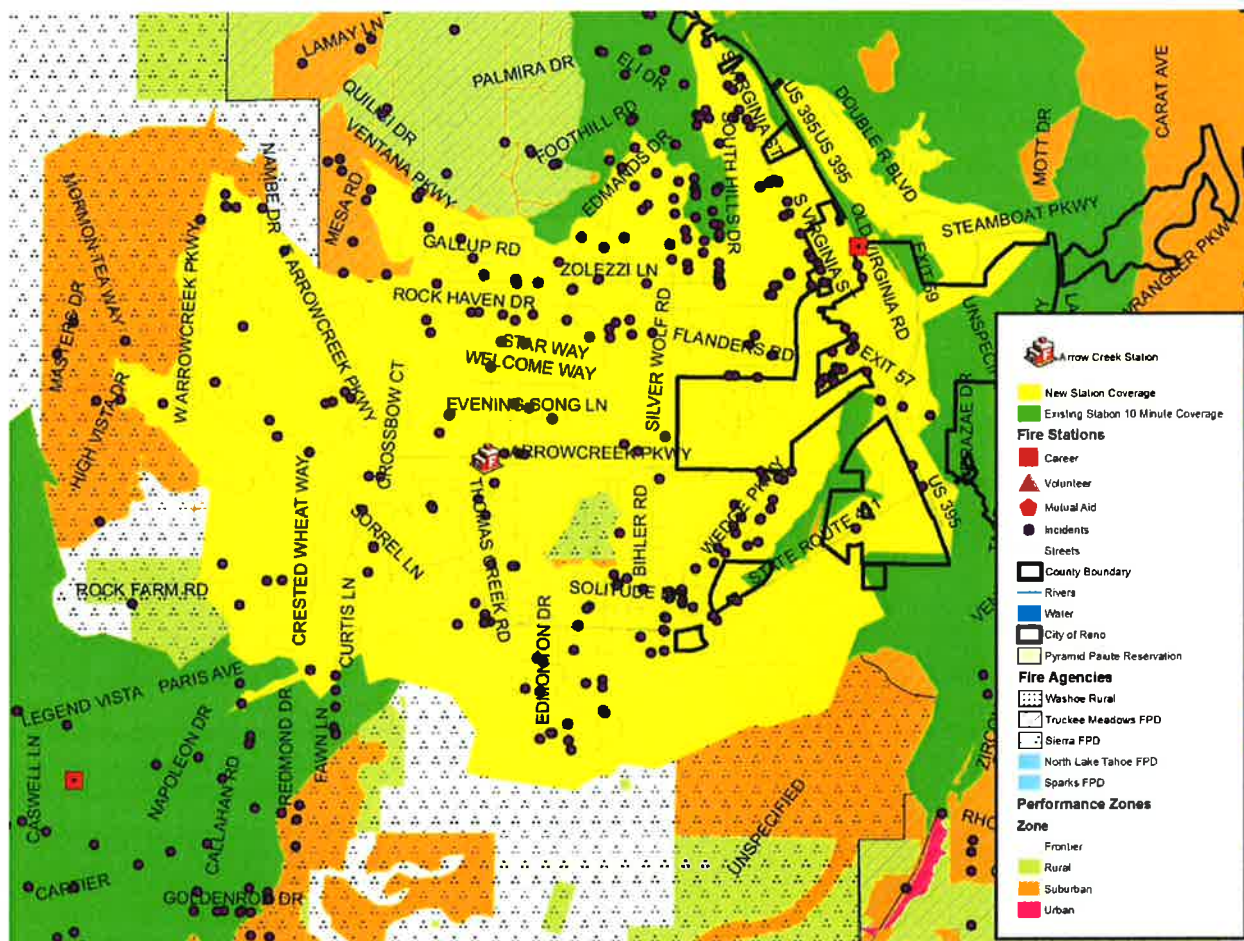 LAMAY LN
PALMIRA DR
ELI DR
S VIRGINIA ST
US 395
US 395
DOUBLE R BLVD
CARAT AVE
MOTT DR
QUILICI DR
VENTANA PKWY
FOOTHILL RD
EDMANDS DR
SOUTH HILLS DR
NAMBE DR
MESA RD
MORMON TEA WAY
W ARROWCREEK PKWY
ARROWCREEK PKWY
GALLUP RD
ZOLEZZI LN
S VIRGINIA ST
OLD VIRGINIA RD
STEAMBOAT PKWY
EXIT 59
WRANGLER PKWY
ROCK HAVEN DR
STAR WAY
WELCOME WAY
SILVER WOLF RD
FLANDERS RD
EXIT 57
MASTERS DR
HIGH VISTA DR
CROSSBOW CT
EVENING SONG LN
ARROWCREEK PKWY
THOMAS CREEK RD
BIHLER RD
WEDGE PKWY
US 395
STATE ROUTE 431
CRESTED WHEAT WAY
SORREL LN
CURTIS LN
ROCK FARM RD
SOLITUDE
EDMONTON DR
LEGEND VISTA
PARIS AVE
CASWELL LN
NAPOLEON DR
CALLAHAN RD
REDMOND DR
FAWN LN
CARTIER
GOLDENROD DR
UNSPECIFIED
Arrow Creek Station
New Station Coverage
Existing Station 10 Minute Coverage
Fire Stations
Career
Volunteer
Mutual Aid
Incidents
Streets
County Boundary
Rivers
Water
City of Reno
Pyramid Paiute Reservation
Fire Agencies
Washoe Rural
Truckee Meadows FPD
Sierra FPD
North Lake Tahoe FPD
Sparks FPD
Performance Zones
Zone
Frontier
Rural
Suburban
Urban